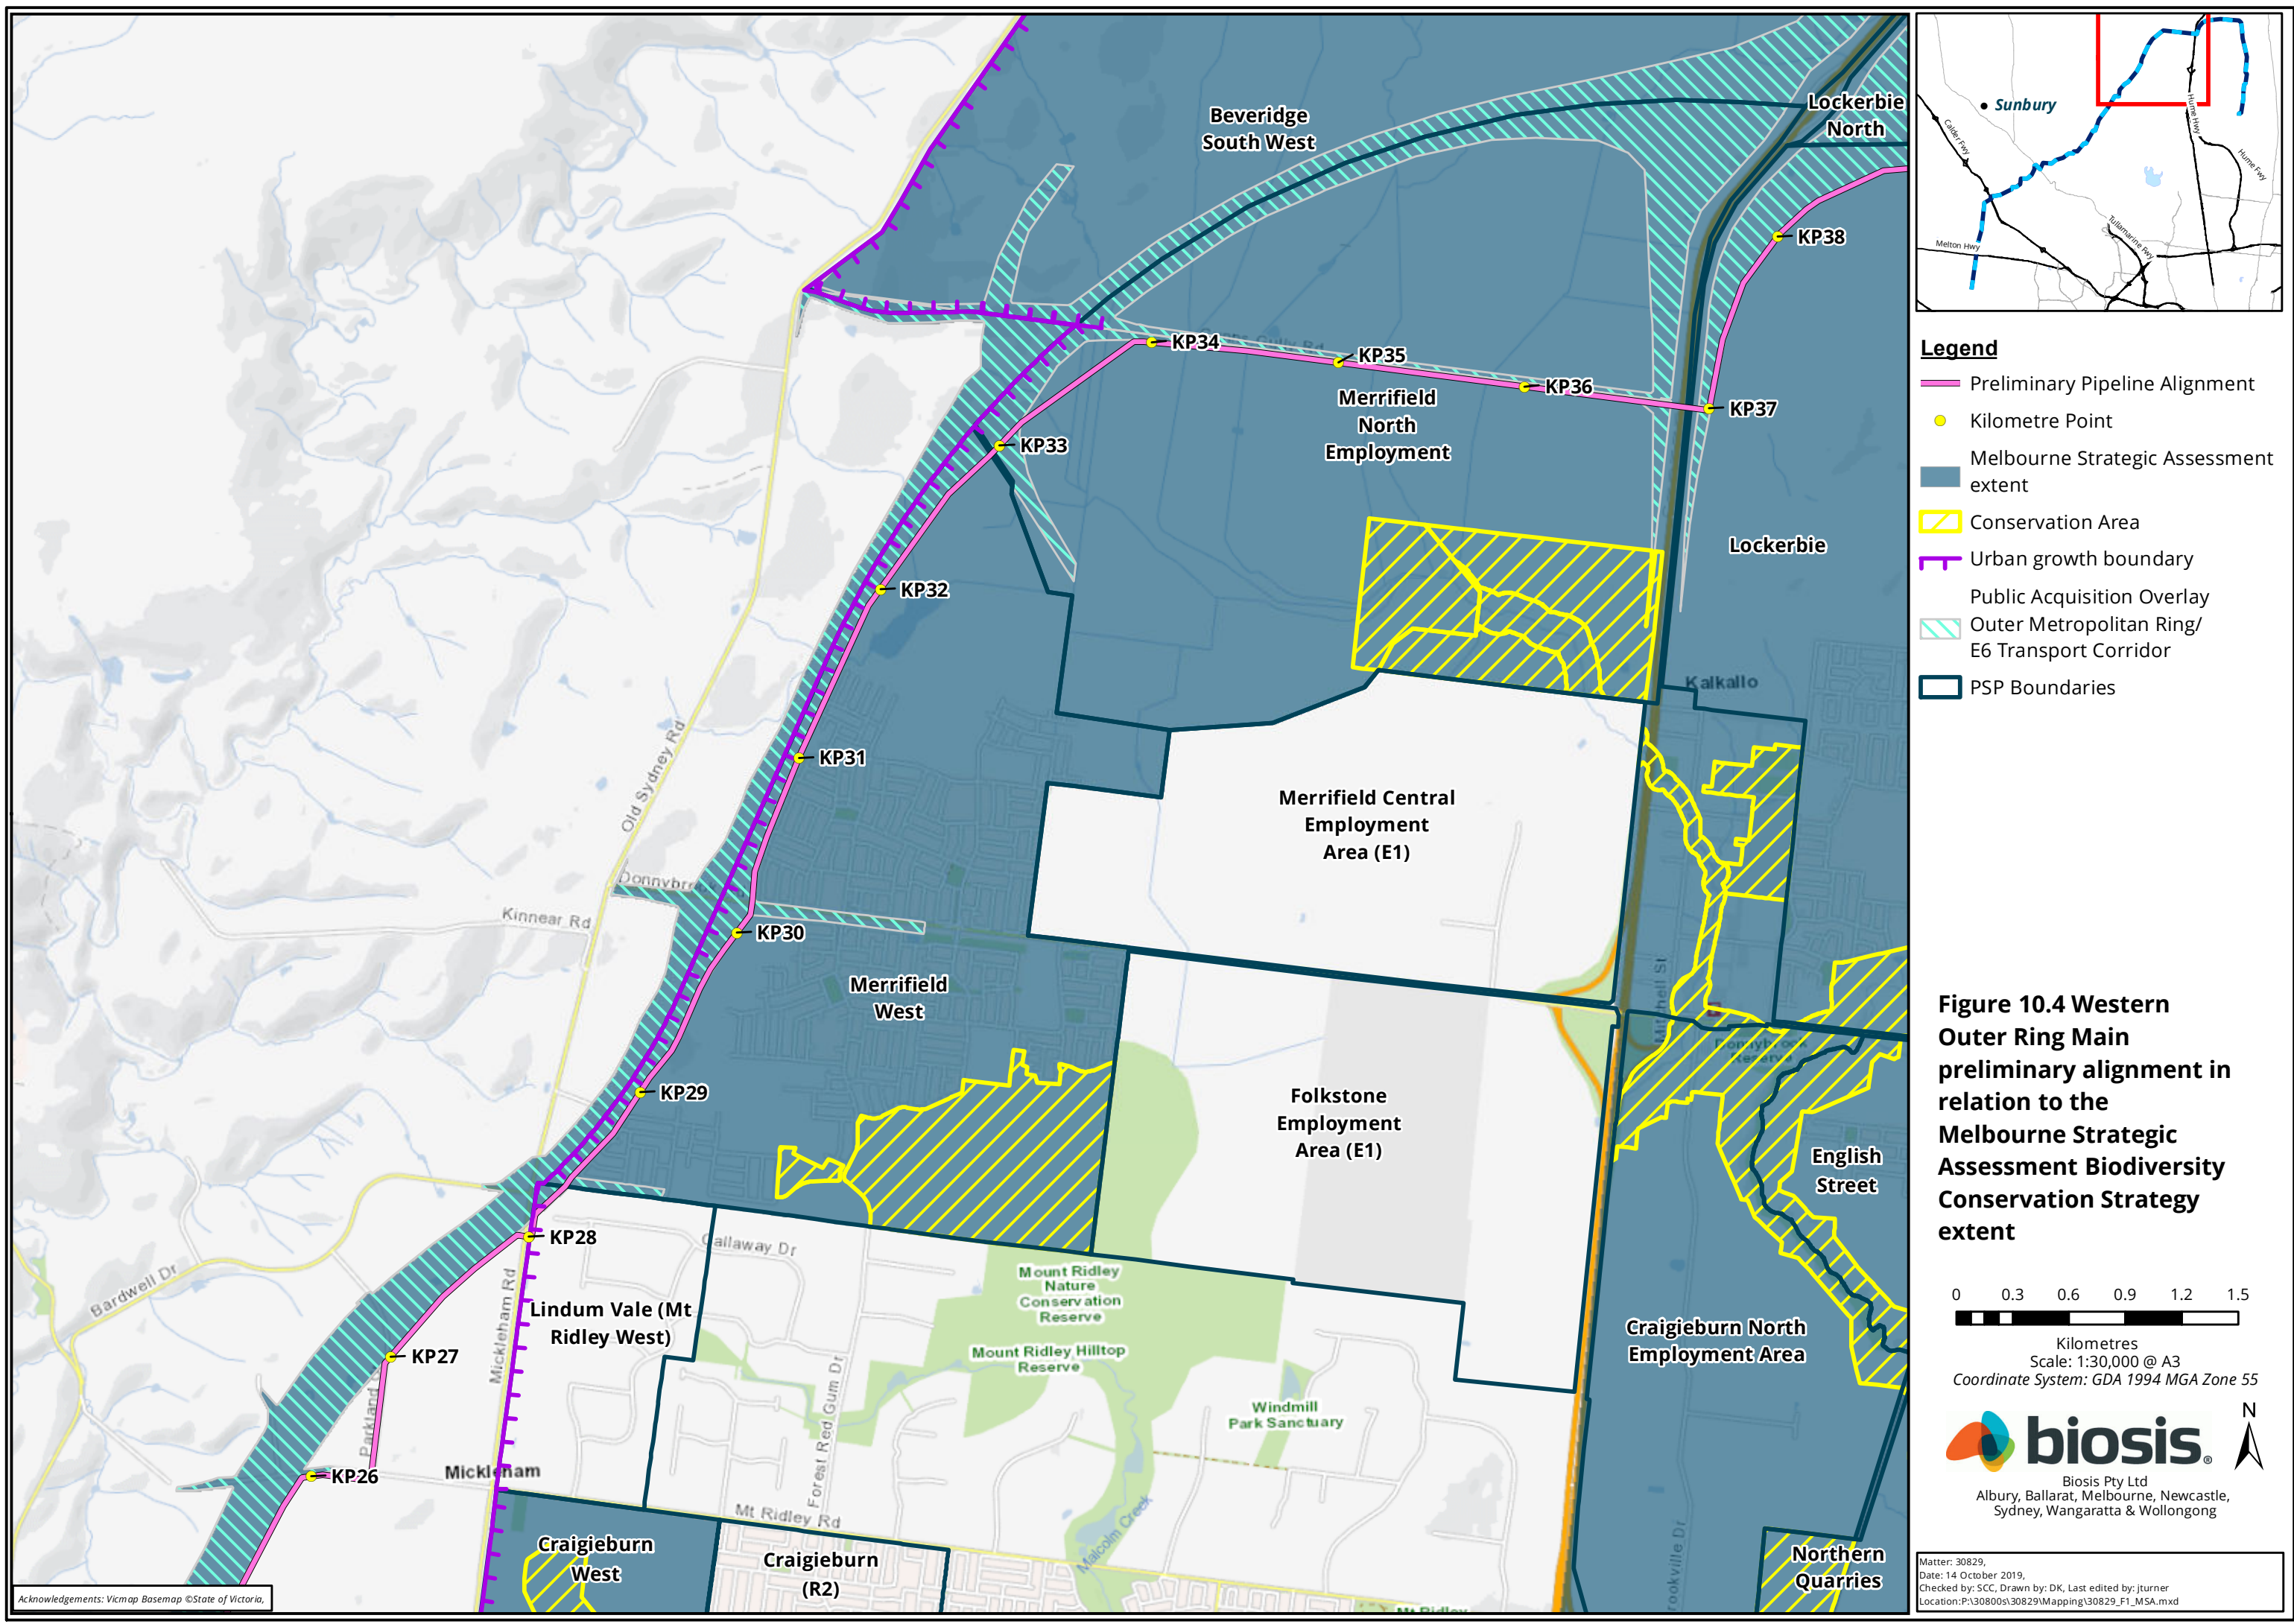 Beveridge
South West
Lockerbie
North
KP38
KP34
KP35
KP36
KP37
Merrifield
North
Employment
KP33
Lockerbie
KP32
Kalkallo
Old Sydney Rd
KP31
Merrifield Central
Employment
Area (E1)
Kinnear Rd
KP30
Merrifield
West
Mitchell St
Donnybrook
Reserve
KP29
Folkstone
Employment
Area (E1)
English
Street
KP28
Callaway Dr
Bardwell Dr
Mickleham Rd
Mount Ridley
Nature
Conservation
Reserve
Lindum Vale (Mt
Ridley West)
Craigieburn North
Employment Area
KP27
Mount Ridley Hilltop
Reserve
Forest Red Gum Dr
Windmill
Park Sanctuary
Parkland
KP26
Mickleham
Mt Ridley Rd
Malcolm Creek
Craigieburn
West
Craigieburn
(R2)
Northern
Quarries
Mt Ridley
Acknowledgements: Vicmap Basemap ©State of Victoria,
Sunbury
Calder Fwy
Hume Hwy
Hume Fwy
Tullamarine Fwy
Melton Hwy
Legend
Preliminary Pipeline Alignment
Kilometre Point
Melbourne Strategic Assessment
extent
Conservation Area
Urban growth boundary
Public Acquisition Overlay
Outer Metropolitan Ring/
E6 Transport Corridor
PSP Boundaries
Figure 10.4 Western
Outer Ring Main
preliminary alignment in
relation to the
Melbourne Strategic
Assessment Biodiversity
Conservation Strategy
extent
0 0.3 0.6 0.9 1.2 1.5
Kilometres
Scale: 1:30,000 @ A3
Coordinate System: GDA 1994 MGA Zone 55
N
biosis.®
Biosis Pty Ltd
Albury, Ballarat, Melbourne, Newcastle,
Sydney, Wangaratta & Wollongong
Matter: 30829,
Date: 14 October 2019,
Checked by: SCC, Drawn by: DK, Last edited by: jturner
Location:P:\30800s\30829\Mapping\30829_F1_MSA.mxd